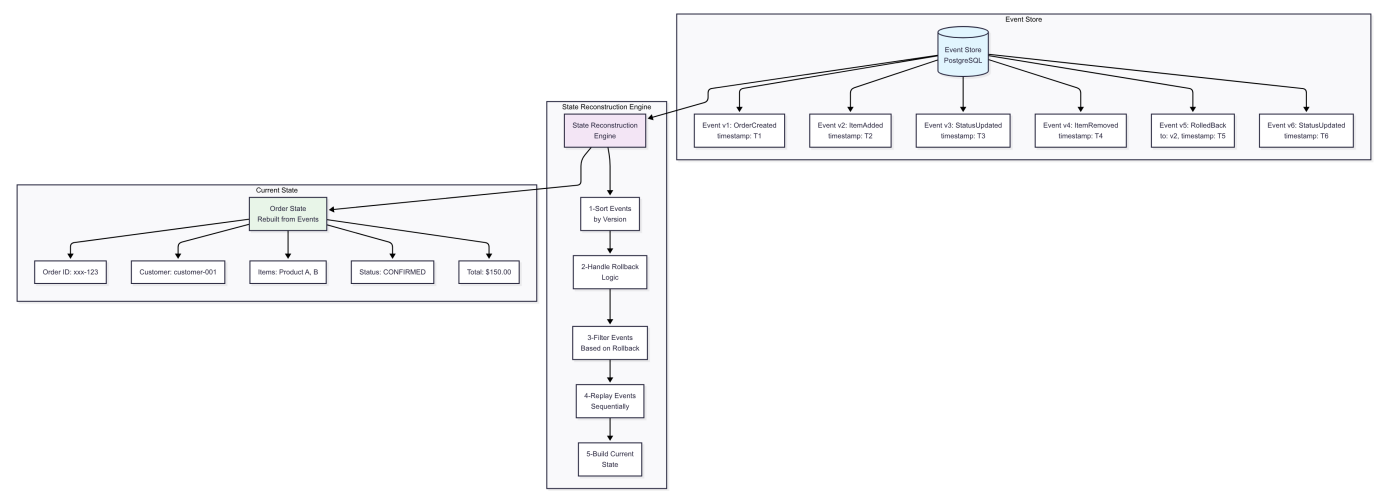 Event Store
Event Store
PostgreSQL
Event v1: OrderCreated
timestamp: T1
Event v2: ItemAdded
timestamp: T2
Event v3: StatusUpdated
timestamp: T3
Event v4: ItemRemoved
timestamp: T4
Event v5: RolledBack
to: v2, timestamp: T5
Event v6: StatusUpdated
timestamp: T6
State Reconstruction Engine
State Reconstruction
Engine
1-Sort Events
by Version
2-Handle Rollback
Logic
3-Filter Events
Based on Rollback
4-Replay Events
Sequentially
5-Build Current
State
Current State
Order State
Rebuilt from Events
Order ID: xxx-123
Customer: customer-001
Items: Product A, B
Status: CONFIRMED
Total: $150.00